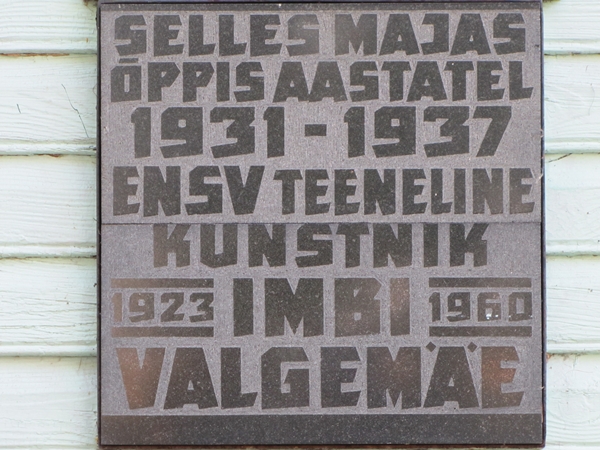 SELLES MAJAS
ÕPPIS AASTATEL
1931-1937
ENSV TEENELINE
KUNSTNIK
1923 IMBI 1960
VALGEMÄE